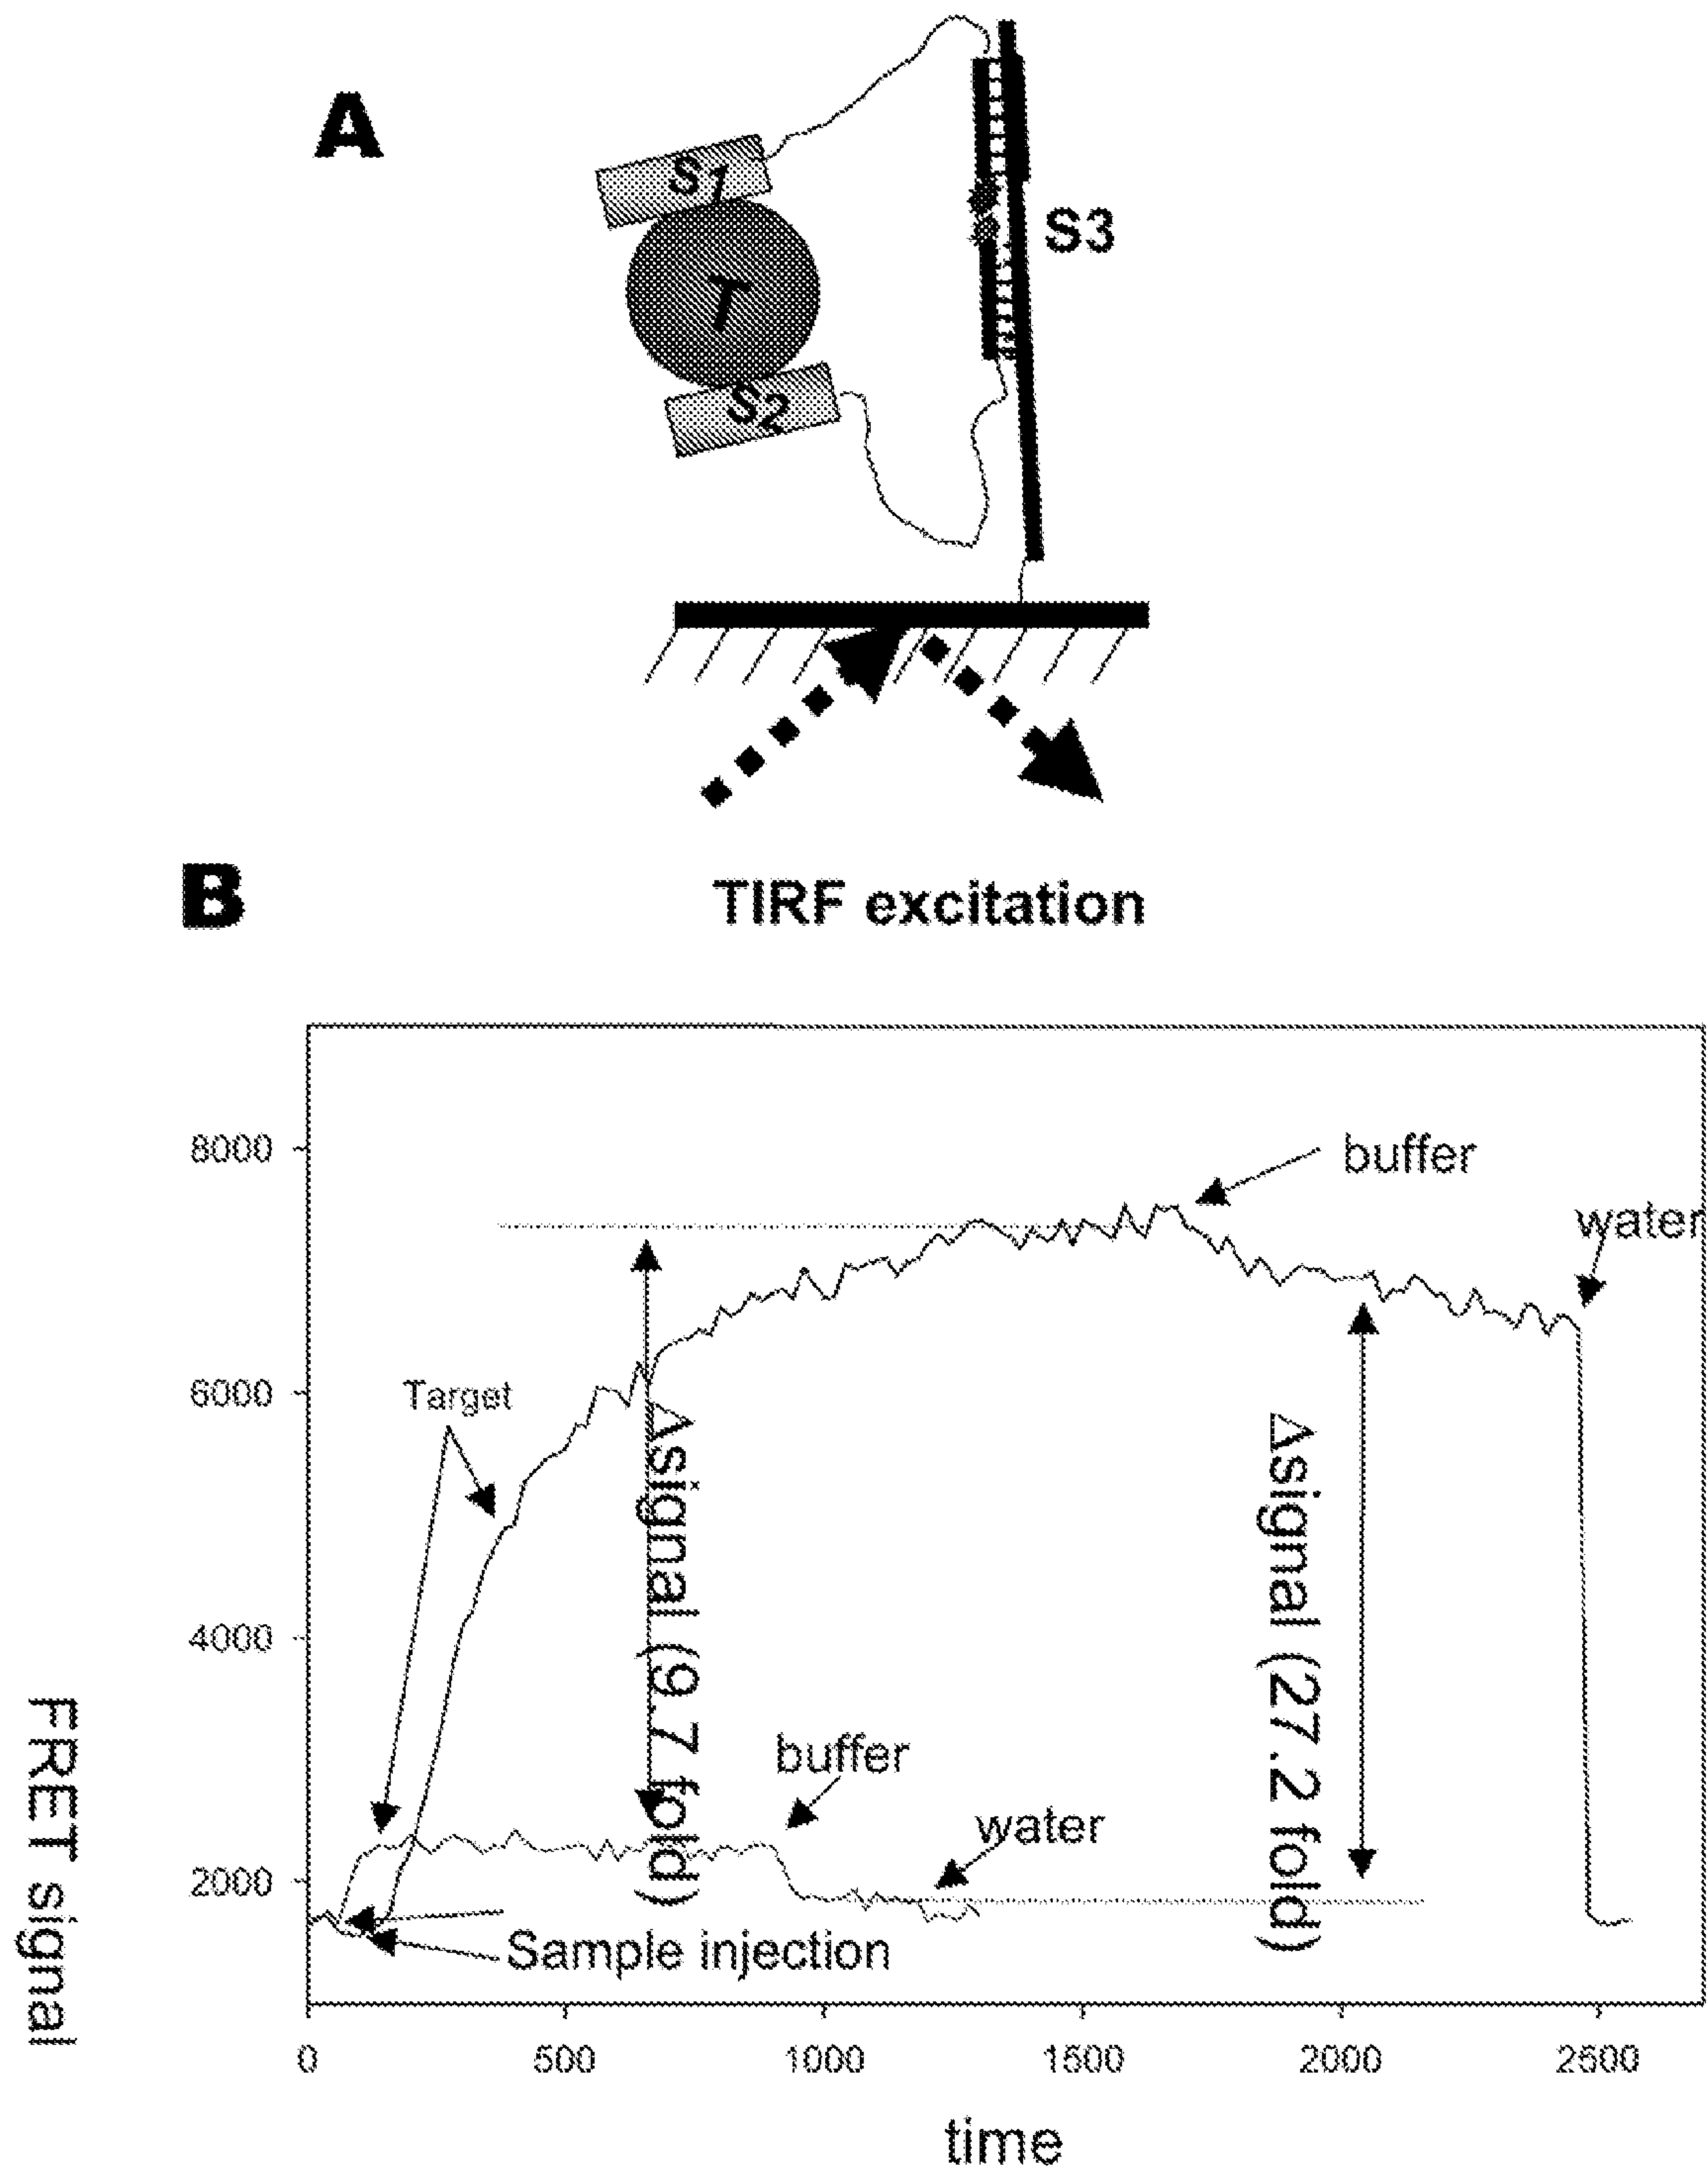 A
S1
T
S2
S3
TIRF excitation
B
8000
6000
4000
2000
0
500
1000
1500
2000
2500
time
FRET signal
buffer
water
Target
Δsignal (9.7 fold)
Δsignal (27.2 fold)
buffer
water
Sample injection